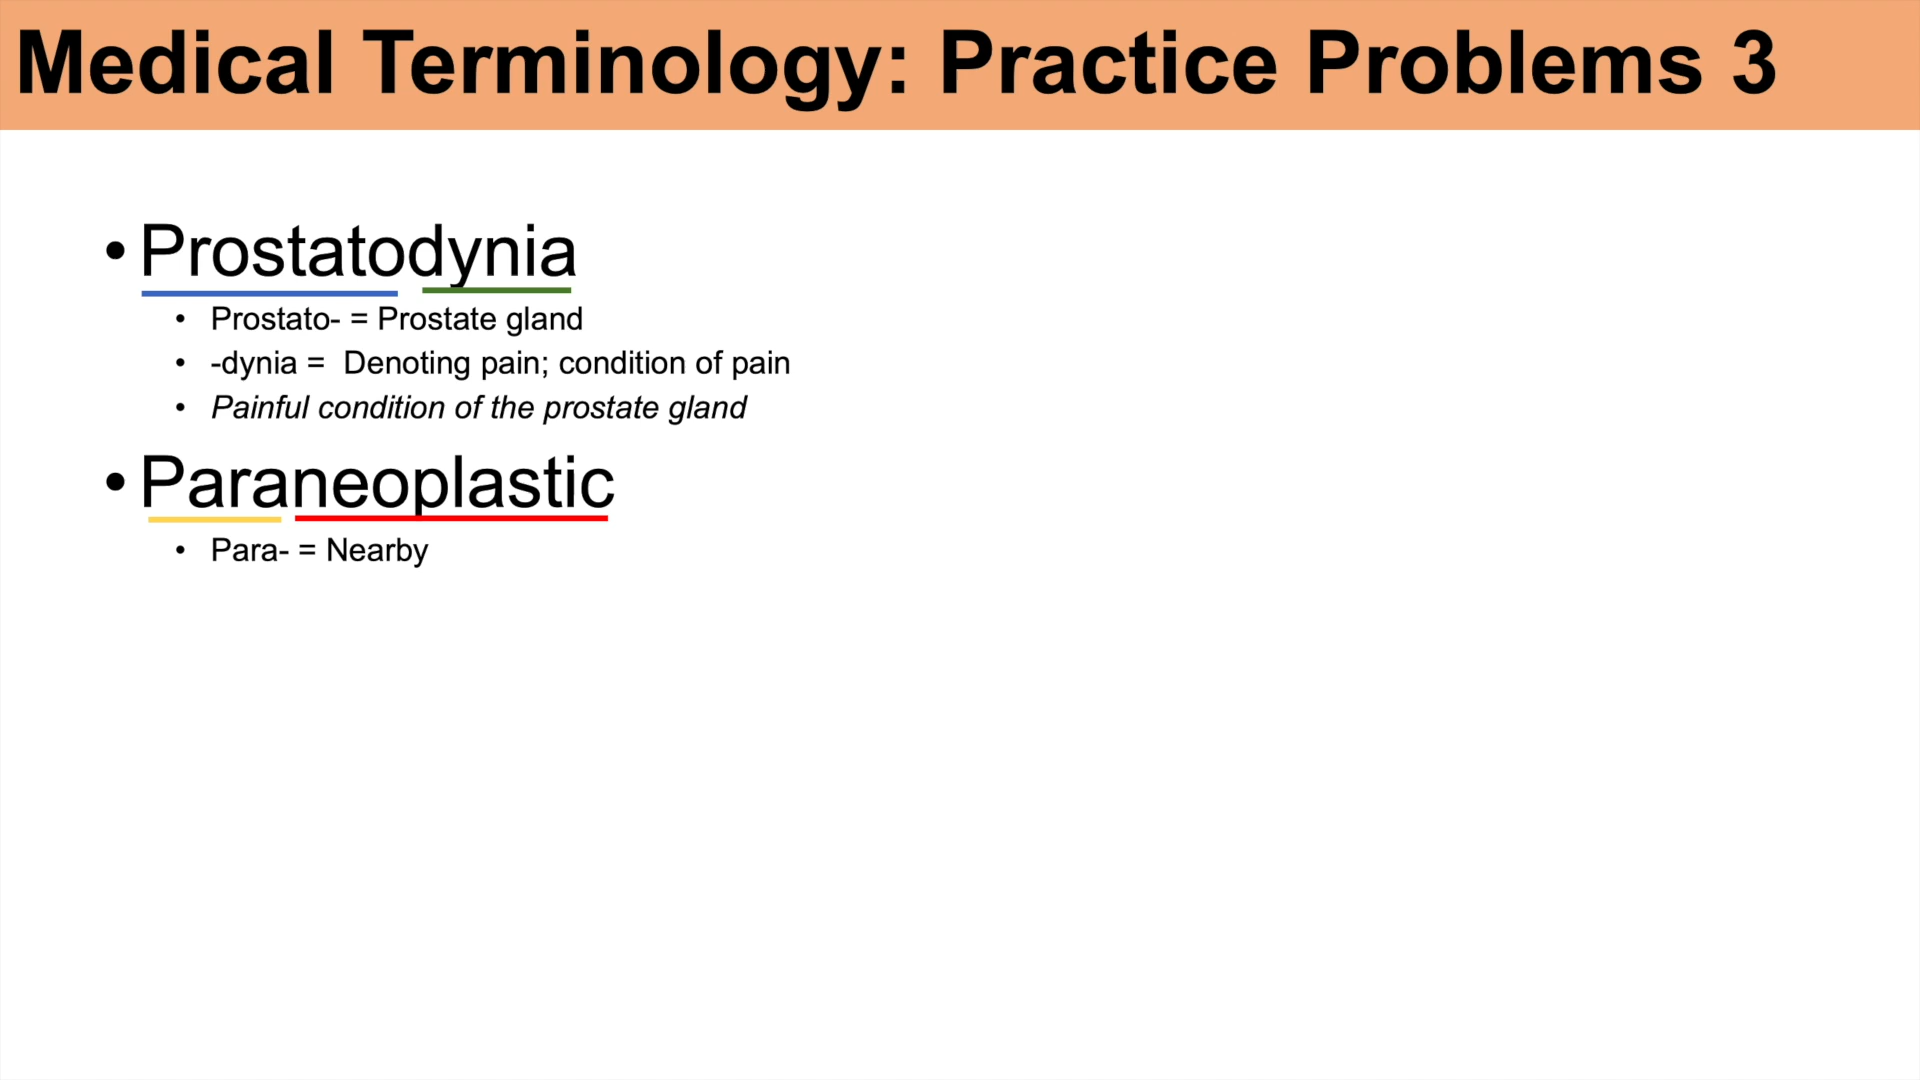 Medical Terminology: Practice Problems 3
• Prostatodynia
• Prostato- = Prostate gland
• -dynia = Denoting pain; condition of pain
• Painful condition of the prostate gland
• Paraneoplastic
• Para- = Nearby